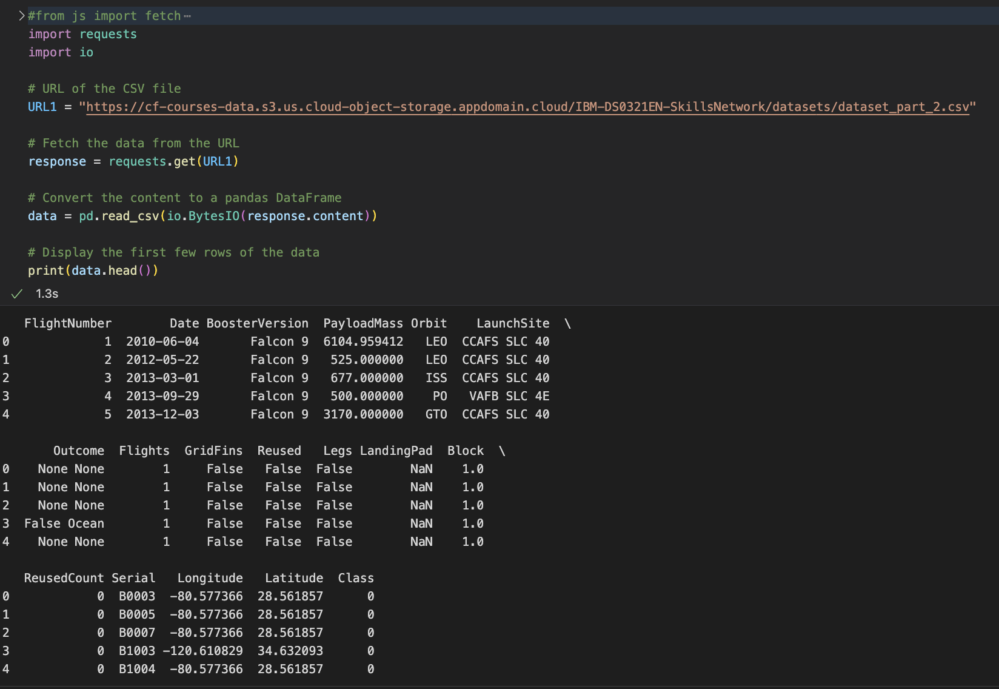 #from js import fetch…
import requests
import io
# URL of the CSV file
URL1 = "https://cf-courses-data.s3.us.cloud-object-storage.appdomain.cloud/IBM-DS0321EN-SkillsNetwork/datasets/dataset_part_2.csv"
# Fetch the data from the URL
response = requests.get(URL1)
# Convert the content to a pandas DataFrame
data = pd.read_csv(io.BytesIO(response.content))
# Display the first few rows of the data
print(data.head())
1.3s
   FlightNumber        Date BoosterVersion  PayloadMass Orbit    LaunchSite  \
0             1  2010-06-04       Falcon 9  6104.959412   LEO  CCAFS SLC 40
1             2  2012-05-22       Falcon 9   525.000000   LEO  CCAFS SLC 40
2             3  2013-03-01       Falcon 9   677.000000   ISS  CCAFS SLC 40
3             4  2013-09-29       Falcon 9   500.000000    PO   VAFB SLC 4E
4             5  2013-12-03       Falcon 9  3170.000000   GTO  CCAFS SLC 40
       Outcome  Flights  GridFins  Reused   Legs LandingPad  Block  \
0    None None        1     False   False  False        NaN    1.0
1    None None        1     False   False  False        NaN    1.0
2    None None        1     False   False  False        NaN    1.0
3  False Ocean        1     False   False  False        NaN    1.0
4    None None        1     False   False  False        NaN    1.0
   ReusedCount Serial   Longitude   Latitude  Class
0            0  B0003  -80.577366  28.561857      0
1            0  B0005  -80.577366  28.561857      0
2            0  B0007  -80.577366  28.561857      0
3            0  B1003 -120.610829  34.632093      0
4            0  B1004  -80.577366  28.561857      0